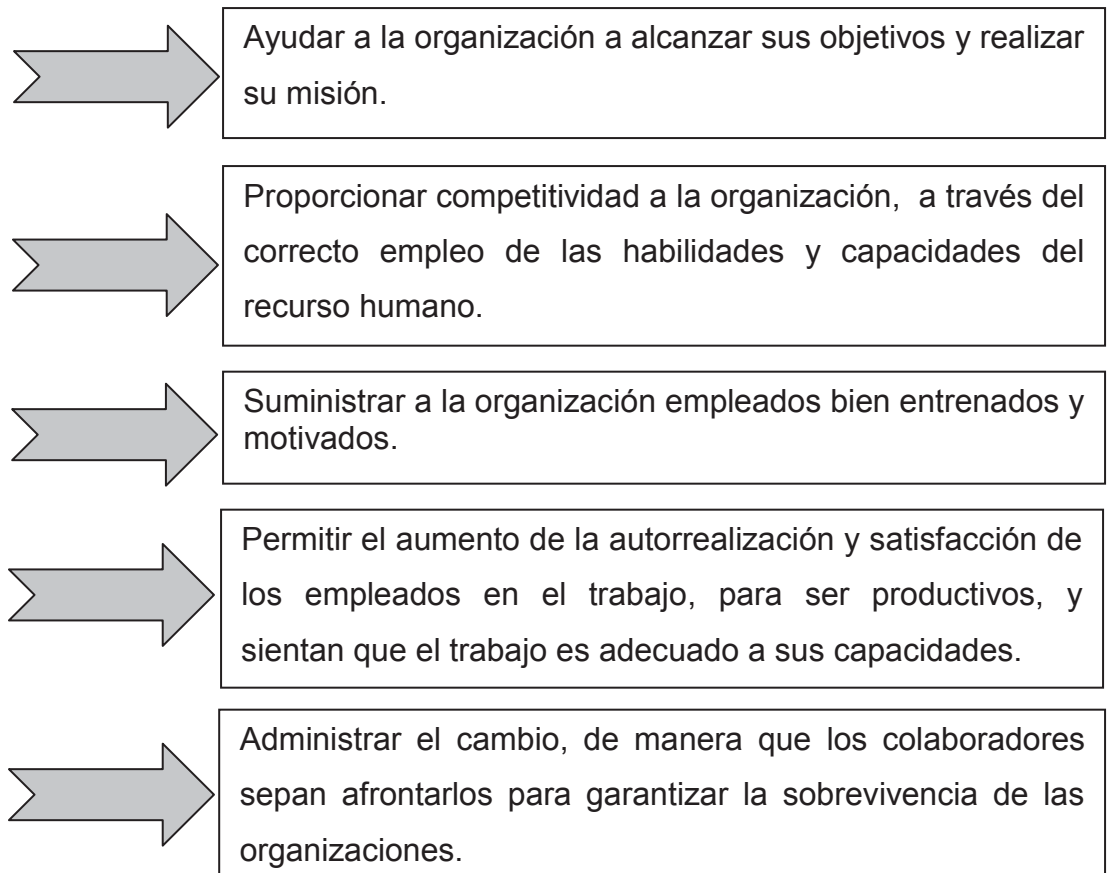 Ayudar a la organización a alcanzar sus objetivos y realizar
su misión.
Proporcionar competitividad a la organización, a través del
correcto empleo de las habilidades y capacidades del
recurso humano.
Suministrar a la organización empleados bien entrenados y
motivados.
Permitir el aumento de la autorrealización y satisfacción de
los empleados en el trabajo, para ser productivos, y
sientan que el trabajo es adecuado a sus capacidades.
Administrar el cambio, de manera que los colaboradores
sepan afrontarlos para garantizar la sobrevivencia de las
organizaciones.